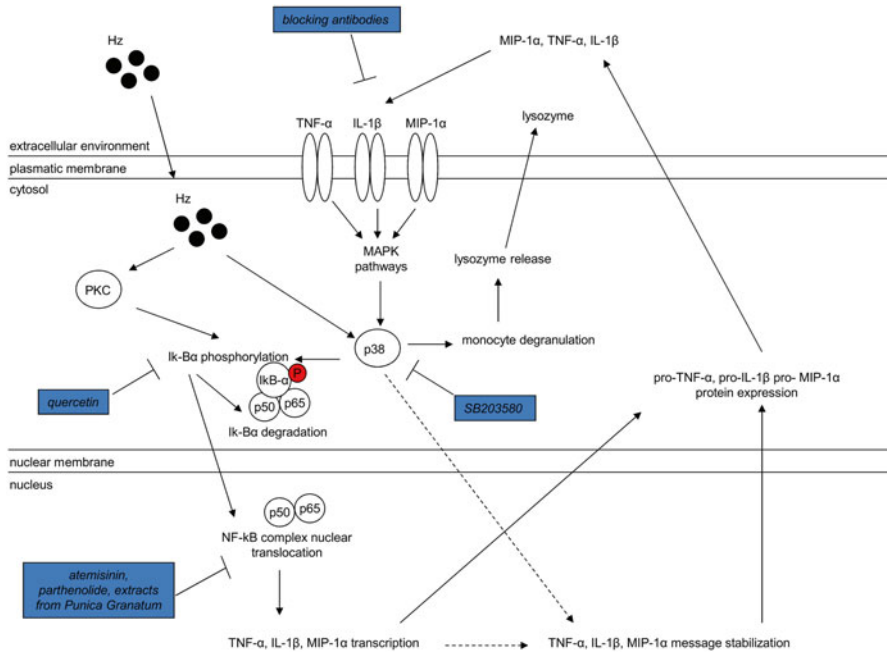 blocking antibodies
Hz
MIP-1α, TNF-α, IL-1β
TNF-α IL-1β MIP-1α
lysozyme
extracellular environment
plasmatic membrane
cytosol
Hz
MAPK
pathways
lysozyme release
PKC
p38
monocyte degranulation
Ik-Bα phosphorylation
P
IkB-α
p50 p65
Ik-Bα degradation
quercetin
SB203580
pro-TNF-α, pro-IL-1β pro- MIP-1α
protein expression
nuclear membrane
nucleus
p50 p65
NF-kB complex nuclear
translocation
atemisinin,
parthenolide, extracts
from Punica Granatum
TNF-α, IL-1β, MIP-1α transcription
TNF-α, IL-1β, MIP-1α message stabilization